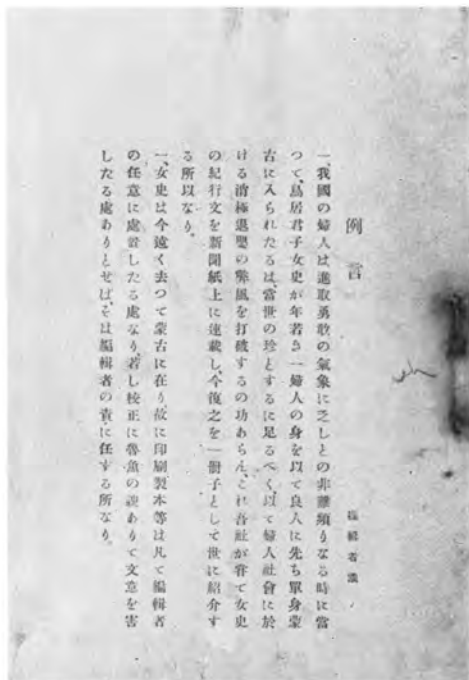 例言
編輯者識
一、我國の婦人は進取勇敢の氣象に乏しとの非難頻りなる時に當
つて、鳥居君子女史が年若き一婦人の身を以て良人に先ち單身蒙
古に入られたるは、當世の珍とするに足るべく、以て婦人社會に於
ける消極退嬰の弊風を打破するの功あらん、これ吾社が嘗て女史
の紀行文を新聞紙上に連載し、今復之を一冊子として世に紹介す
る所以なり。
一、女史は今遠く去つて蒙古に在り故に印刷製本等は凡て編輯者
の任意に處置したる處なり、若し校正に魯魚の誤ありて文意を害
したる處ありとせば、そは編輯者の責に任する所なり。